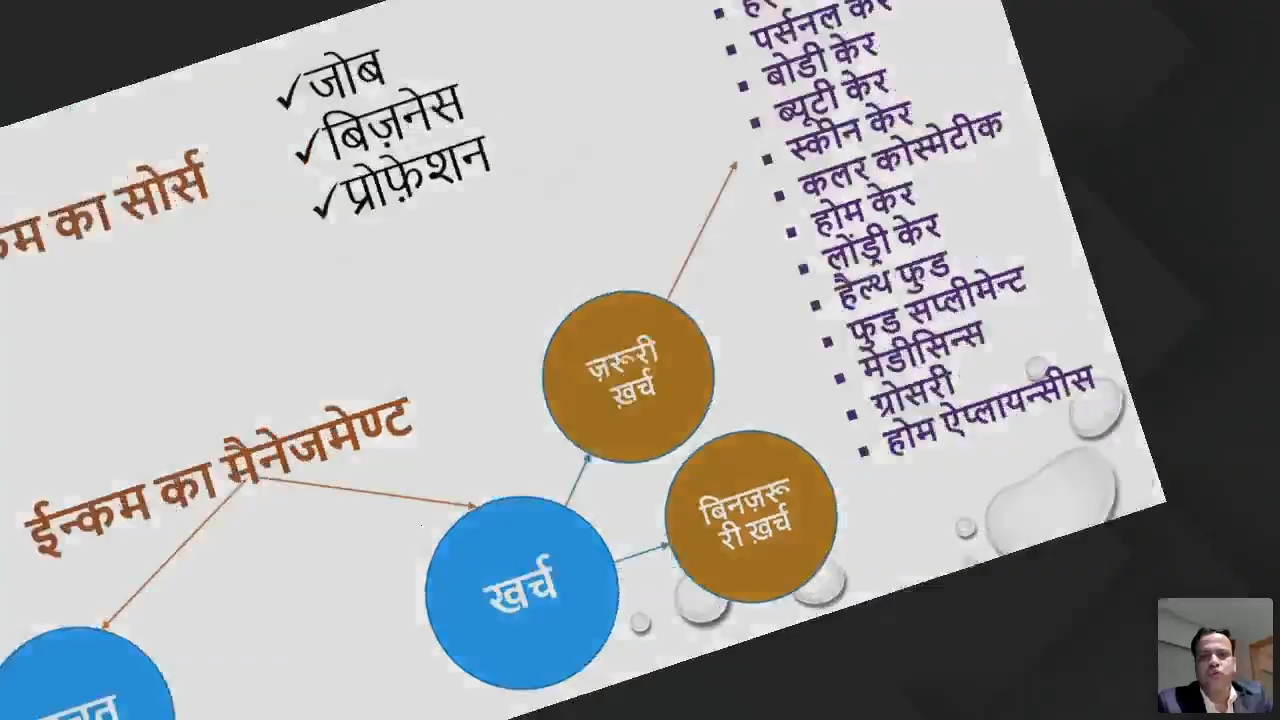 जोब
बिज़नेस
प्रोफ़ेशन
का सोर्स
ईन्कम का मैनेजमेण्ट
ज़रूरी
ख़र्च
बिनज़रू
री ख़र्च
खर्च
पर्सनल केर
बोडी केर
ब्यूटी केर
स्कीन केर
कलर कोस्मेटीक
होम केर
लोंड्री केर
हैल्थ फुड
फुड सप्लीमेन्ट
मेडीसिन्स
ग्रोसरी
होम ऐप्लायन्सीस